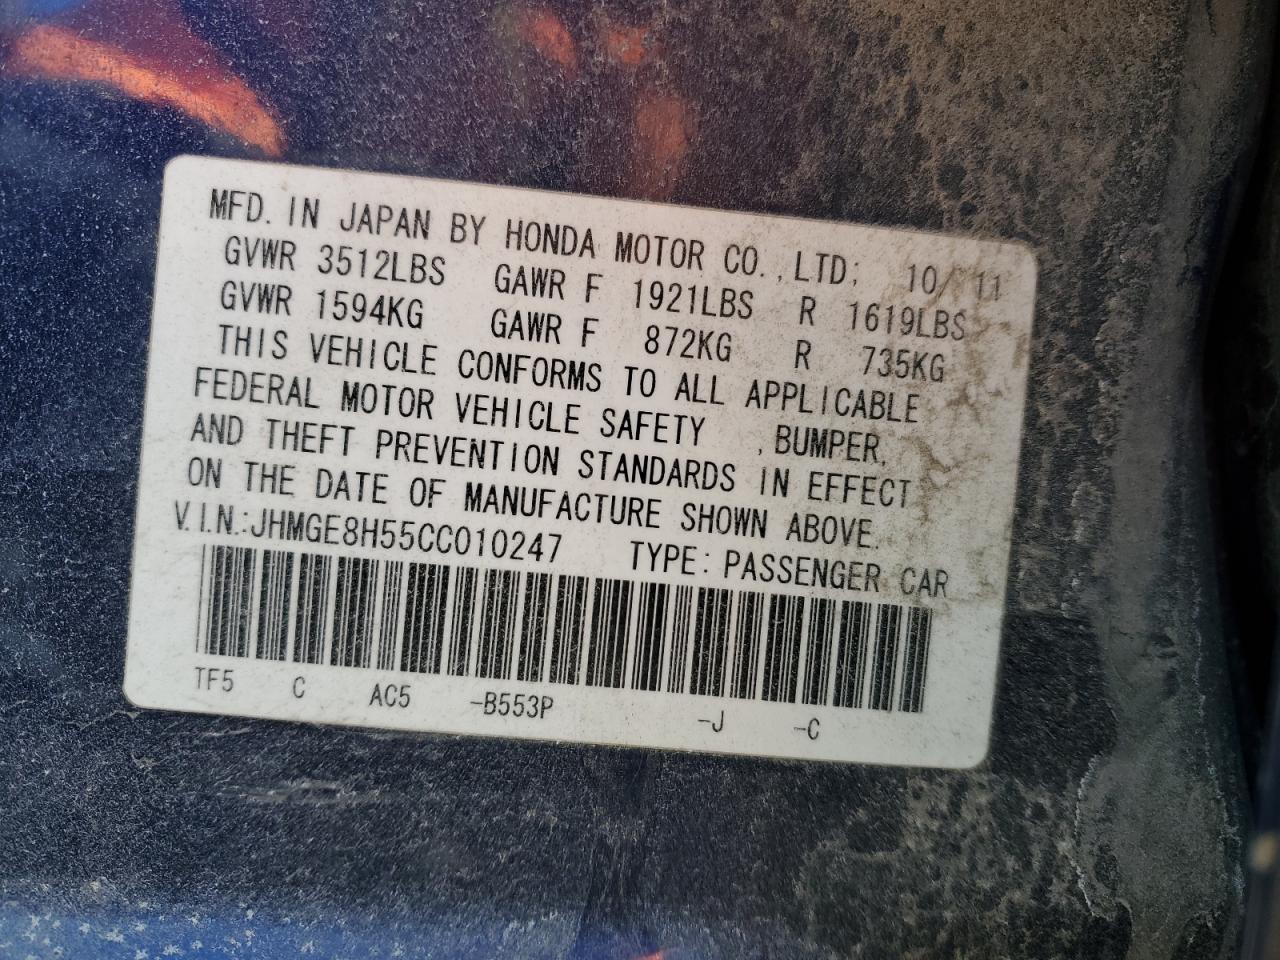 MFD. IN JAPAN BY HONDA MOTOR CO., LTD; 10/ 11
GVWR 3512LBS GAWR F 1921LBS R 1619LBS
GVWR 1594KG GAWR F 872KG R 735KG
THIS VEHICLE CONFORMS TO ALL APPLICABLE
FEDERAL MOTOR VEHICLE SAFETY , BUMPER,
AND THEFT PREVENTION STANDARDS IN EFFECT
ON THE DATE OF MANUFACTURE SHOWN ABOVE.
V.I.N.:JHMGE8H55CC010247 TYPE: PASSENGER CAR
TF5 C AC5 -B553P -J -C